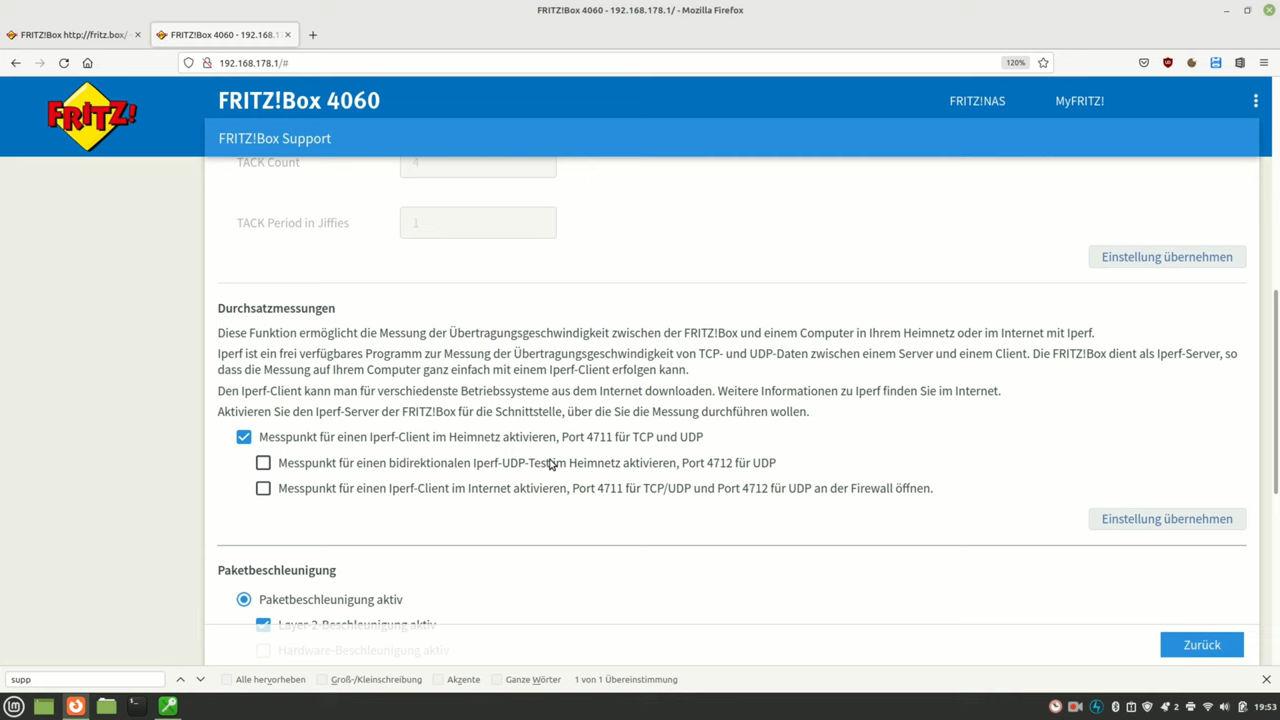 FRITZ!Box 4060 - 192.168.178.1/ - Mozilla Firefox
FRITZ!Box http://fritz.box/
FRITZ!Box 4060 - 192.168.1
192.168.178.1/#
120%
FRITZ!
FRITZ!Box 4060
FRITZ!NAS
MyFRITZ!
FRITZ!Box Support
TACK Count
4
TACK Period in Jiffies
1
Einstellung übernehmen
Durchsatzmessungen
Diese Funktion ermöglicht die Messung der Übertragungsgeschwindigkeit zwischen der FRITZ!Box und einem Computer in Ihrem Heimnetz oder im Internet mit Iperf.
Iperf ist ein frei verfügbares Programm zur Messung der Übertragungsgeschwindigkeit von TCP- und UDP-Daten zwischen einem Server und einem Client. Die FRITZ!Box dient als Iperf-Server, so
dass die Messung auf Ihrem Computer ganz einfach mit einem Iperf-Client erfolgen kann.
Den Iperf-Client kann man für verschiedenste Betriebssysteme aus dem Internet downloaden. Weitere Informationen zu Iperf finden Sie im Internet.
Aktivieren Sie den Iperf-Server der FRITZ!Box für die Schnittstelle, über die Sie die Messung durchführen wollen.
Messpunkt für einen Iperf-Client im Heimnetz aktivieren, Port 4711 für TCP und UDP
Messpunkt für einen bidirektionalen Iperf-UDP-Test im Heimnetz aktivieren, Port 4712 für UDP
Messpunkt für einen Iperf-Client im Internet aktivieren, Port 4711 für TCP/UDP und Port 4712 für UDP an der Firewall öffnen.
Einstellung übernehmen
Paketbeschleunigung
Paketbeschleunigung aktiv
Layer-2-Beschleunigung aktiv
Hardware-Beschleunigung aktiv
Zurück
supp
Alle hervorheben
Groß-/Kleinschreibung
Akzente
Ganze Wörter
1 von 1 Übereinstimmung
2
19:53